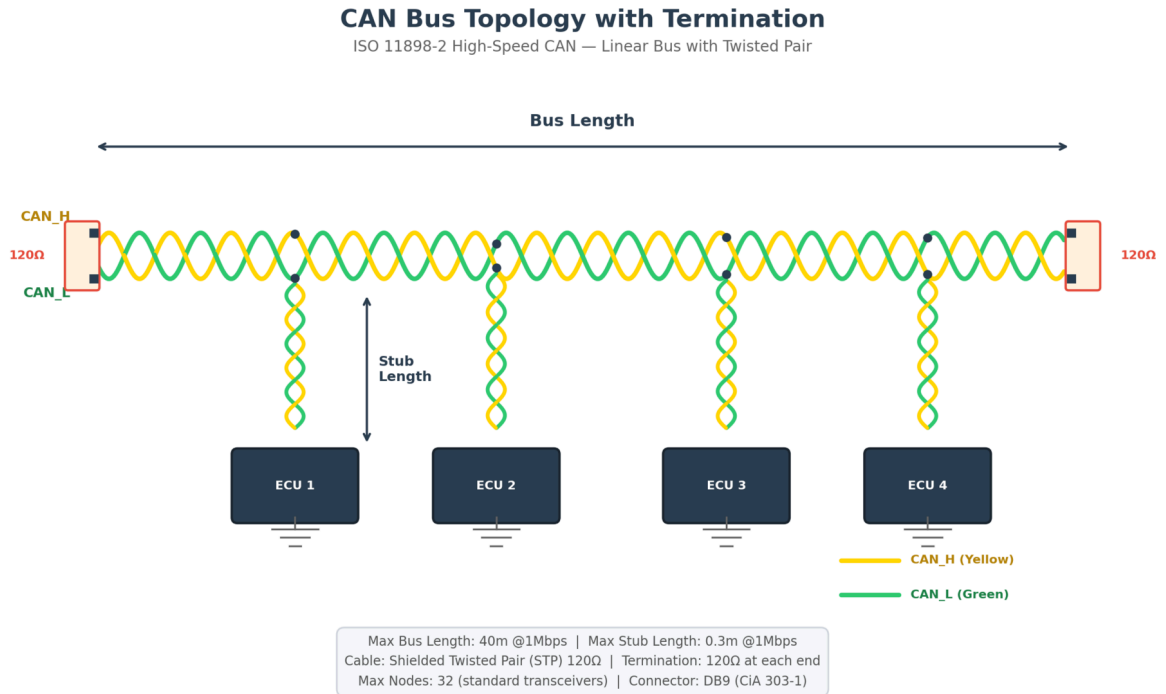 CAN Bus Topology with Termination
ISO 11898-2 High-Speed CAN — Linear Bus with Twisted Pair
Bus Length
CAN_H
120Ω
120Ω
CAN_L
Stub
Length
ECU 1
ECU 2
ECU 3
ECU 4
CAN_H (Yellow)
CAN_L (Green)
Max Bus Length: 40m @1Mbps | Max Stub Length: 0.3m @1Mbps
Cable: Shielded Twisted Pair (STP) 120Ω | Termination: 120Ω at each end
Max Nodes: 32 (standard transceivers) | Connector: DB9 (CiA 303-1)